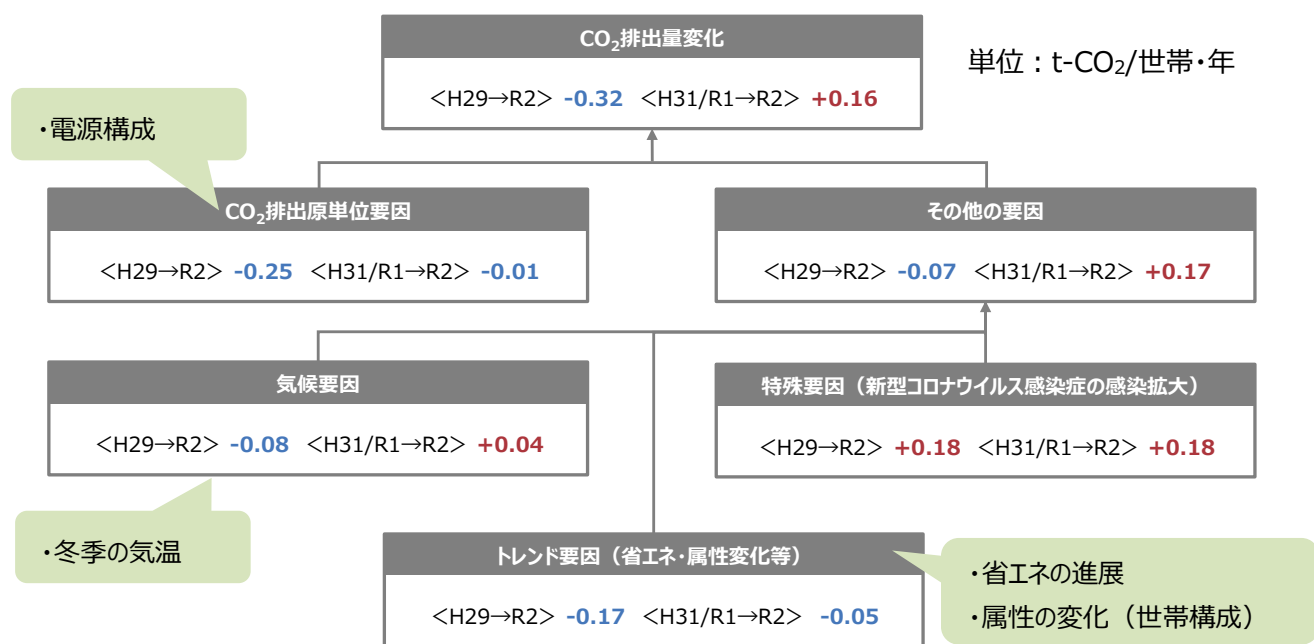 CO₂排出量変化
単位：t-CO₂/世帯・年
＜H29→R2＞ -0.32 ＜H31/R1→R2＞ +0.16
・電源構成
CO₂排出原単位要因
＜H29→R2＞ -0.25 ＜H31/R1→R2＞ -0.01
その他の要因
＜H29→R2＞ -0.07 ＜H31/R1→R2＞ +0.17
気候要因
＜H29→R2＞ -0.08 ＜H31/R1→R2＞ +0.04
特殊要因（新型コロナウイルス感染症の感染拡大）
＜H29→R2＞ +0.18 ＜H31/R1→R2＞ +0.18
・冬季の気温
トレンド要因（省エネ・属性変化等）
＜H29→R2＞ -0.17 ＜H31/R1→R2＞ -0.05
・省エネの進展
・属性の変化（世帯構成）